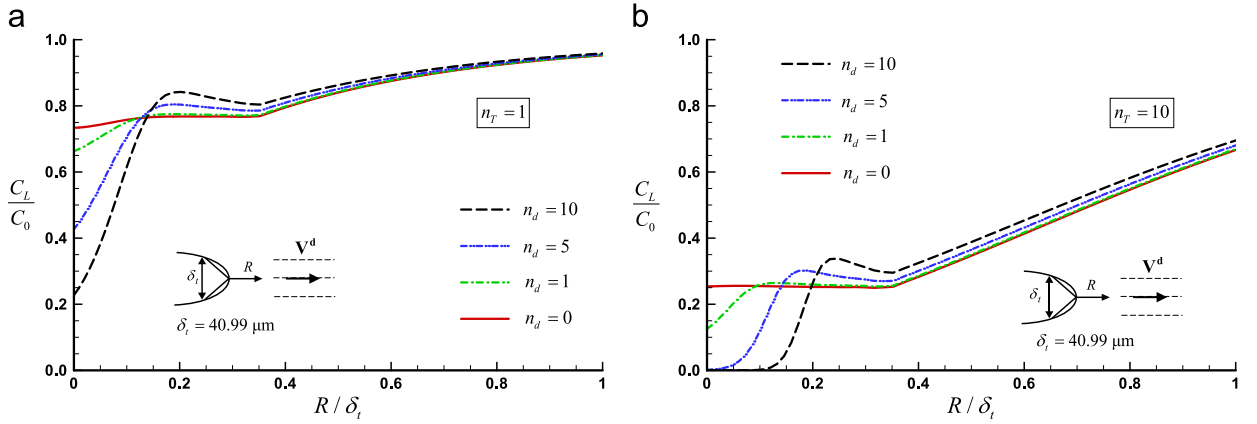 a
1.0
0.8
0.6
0.4
0.2
0.0
C_L
C_0
n_T = 1
n_d = 10
n_d = 5
n_d = 1
n_d = 0
δ_t
R
V^d
δ_t = 40.99 μm
0 0.2 0.4 0.6 0.8 1
R / δ_t
b
1.0
0.8
0.6
0.4
0.2
0.0
C_L
C_0
n_d = 10
n_d = 5
n_d = 1
n_d = 0
n_T = 10
δ_t
R
V^d
δ_t = 40.99 μm
0 0.2 0.4 0.6 0.8 1
R / δ_t